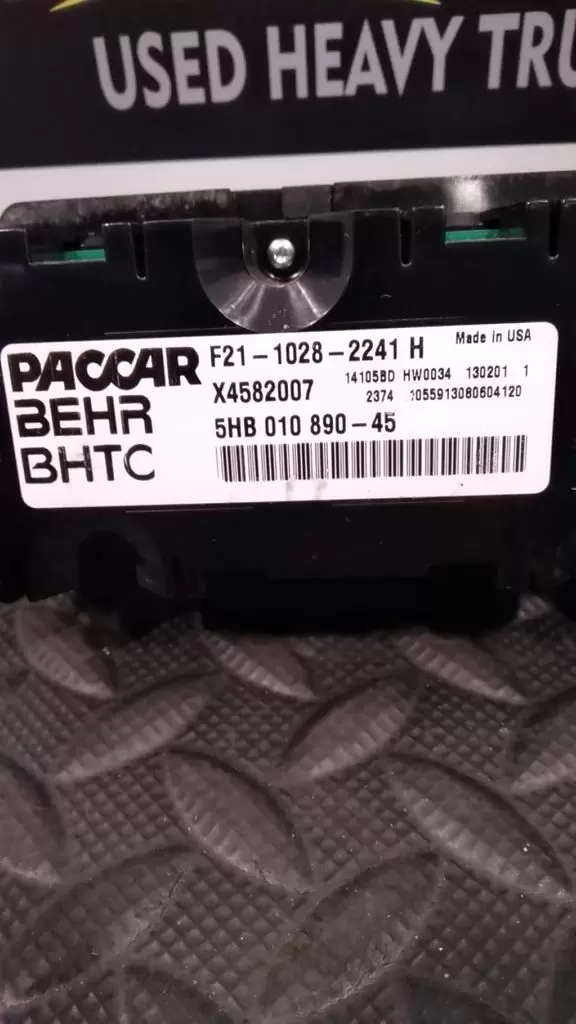 USED HEAVY TRU
PACCAR
BEHR
BHTC
F21-1028-2241 H
Made in USA
X4582007
14105BD HW0034 130201 1
2374 1055913080604120
5HB 010 890-45